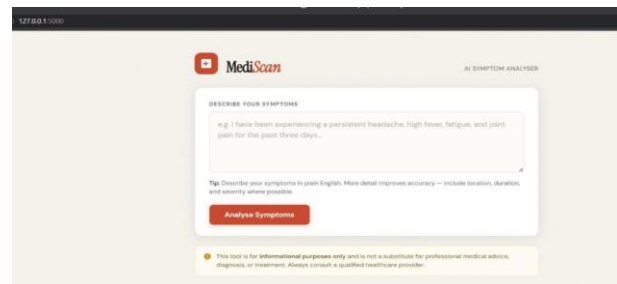 127.0.0.1:5000
MediScan
AI SYMPTOM ANALYSER
DESCRIBE YOUR SYMPTOMS
e.g. I have been experiencing a persistent headache, high fever, fatigue, and joint
pain for the past three days...
Tip: Describe your symptoms in plain English. More detail improves accuracy — include location, duration,
and severity where possible.
Analyse Symptoms
This tool is for informational purposes only and is not a substitute for professional medical advice,
diagnosis, or treatment. Always consult a qualified healthcare provider.